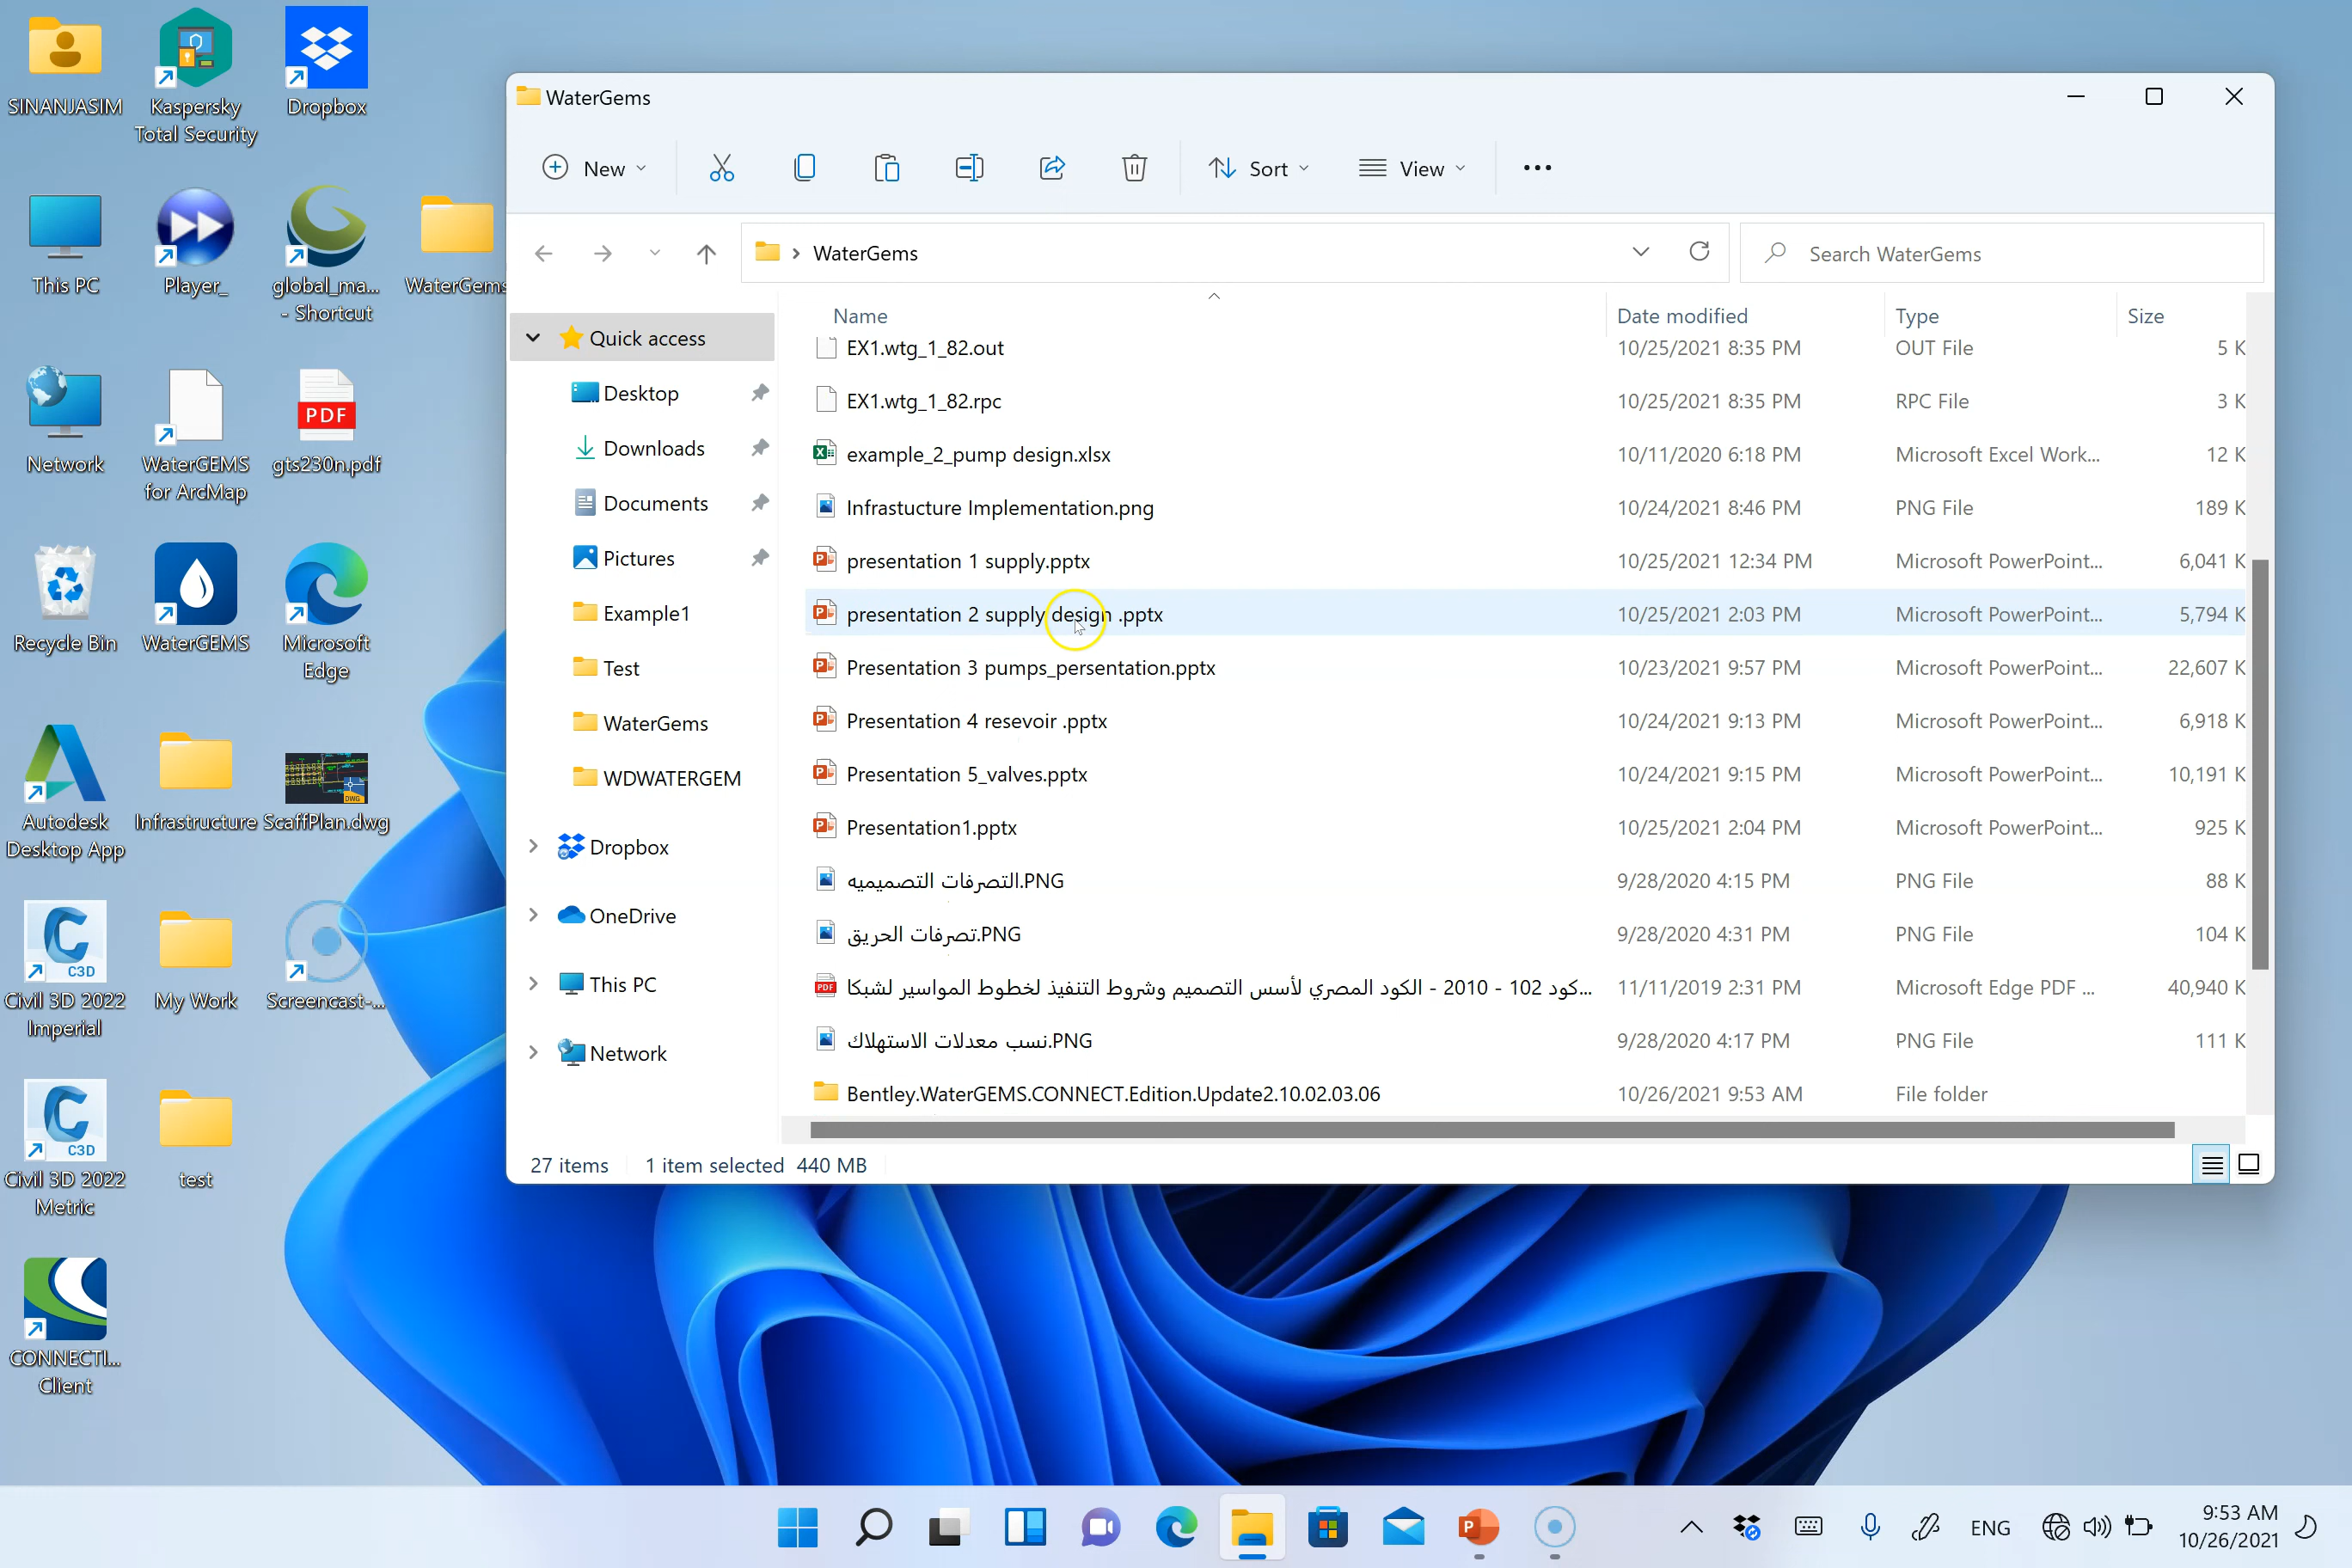 SINANJASIM
Kaspersky
Total Security
Dropbox
This PC
Player_
global_ma...
- Shortcut
WaterGems
Network
WaterGEMS
for ArcMap
PDF
gts230n.pdf
Recycle Bin
WaterGEMS
Microsoft
Edge
Autodesk
Desktop App
Infrastructure
DWG
ScaffPlan.dwg
C3D
Civil 3D 2022
Imperial
My Work
Screencast-...
C3D
Civil 3D 2022
Metric
test
CONNECTI...
Client
WaterGems
New
Sort
View
WaterGems
Search WaterGems
Quick access
Desktop
Downloads
Documents
Pictures
Example1
Test
WaterGems
WDWATERGEM
Dropbox
OneDrive
This PC
Network
Name Date modified Type Size
EX1.wtg_1_82.out 10/25/2021 8:35 PM OUT File 5 K
EX1.wtg_1_82.rpc 10/25/2021 8:35 PM RPC File 3 K
example_2_pump design.xlsx 10/11/2020 6:18 PM Microsoft Excel Work... 12 K
Infrastucture Implementation.png 10/24/2021 8:46 PM PNG File 189 K
presentation 1 supply.pptx 10/25/2021 12:34 PM Microsoft PowerPoint... 6,041 K
presentation 2 supply design .pptx 10/25/2021 2:03 PM Microsoft PowerPoint... 5,794 K
Presentation 3 pumps_persentation.pptx 10/23/2021 9:57 PM Microsoft PowerPoint... 22,607 K
Presentation 4 resevoir .pptx 10/24/2021 9:13 PM Microsoft PowerPoint... 6,918 K
Presentation 5_valves.pptx 10/24/2021 9:15 PM Microsoft PowerPoint... 10,191 K
Presentation1.pptx 10/25/2021 2:04 PM Microsoft PowerPoint... 925 K
التصرفات التصميميه.PNG 9/28/2020 4:15 PM PNG File 88 K
تصرفات الحريق.PNG 9/28/2020 4:31 PM PNG File 104 K
كود 102 - 2010 - الكود المصري لأسس التصميم وشروط التنفيذ لخطوط المواسير لشبكا... 11/11/2019 2:31 PM Microsoft Edge PDF ... 40,940 K
نسب معدلات الاستهلاك.PNG 9/28/2020 4:17 PM PNG File 111 K
Bentley.WaterGEMS.CONNECT.Edition.Update2.10.02.03.06 10/26/2021 9:53 AM File folder
27 items 1 item selected 440 MB
ENG
9:53 AM
10/26/2021